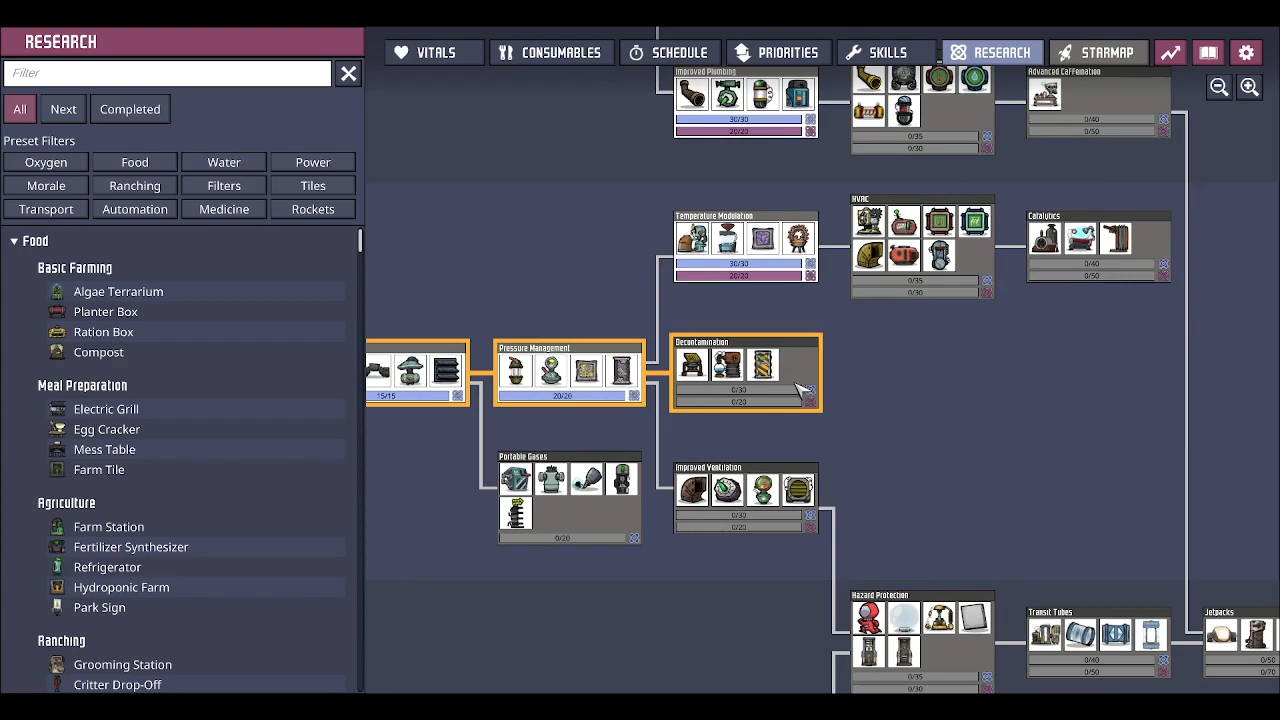 RESEARCH
VITALS
CONSUMABLES
SCHEDULE
PRIORITIES
SKILLS
RESEARCH
STARMAP
Filter
All
Next
Completed
Preset Filters
Oxygen
Food
Water
Power
Morale
Ranching
Filters
Tiles
Transport
Automation
Medicine
Rockets
Food
Basic Farming
Algae Terrarium
Planter Box
Ration Box
Compost
Meal Preparation
Electric Grill
Egg Cracker
Mess Table
Farm Tile
Agriculture
Farm Station
Fertilizer Synthesizer
Refrigerator
Hydroponic Farm
Park Sign
Ranching
Grooming Station
Critter Drop-Off
Improved Plumbing
30/30
20/20
0/35
0/30
Advanced Caffeination
0/40
0/50
Temperature Modulation
30/30
20/20
HVAC
0/35
0/30
Catalytics
0/40
0/50
15/15
Pressure Management
20/20
Decontamination
0/30
0/20
Portable Gases
0/20
Improved Ventilation
0/30
0/20
Hazard Protection
0/35
0/30
Transit Tubes
0/40
0/50
Jetpacks
0/50
0/70